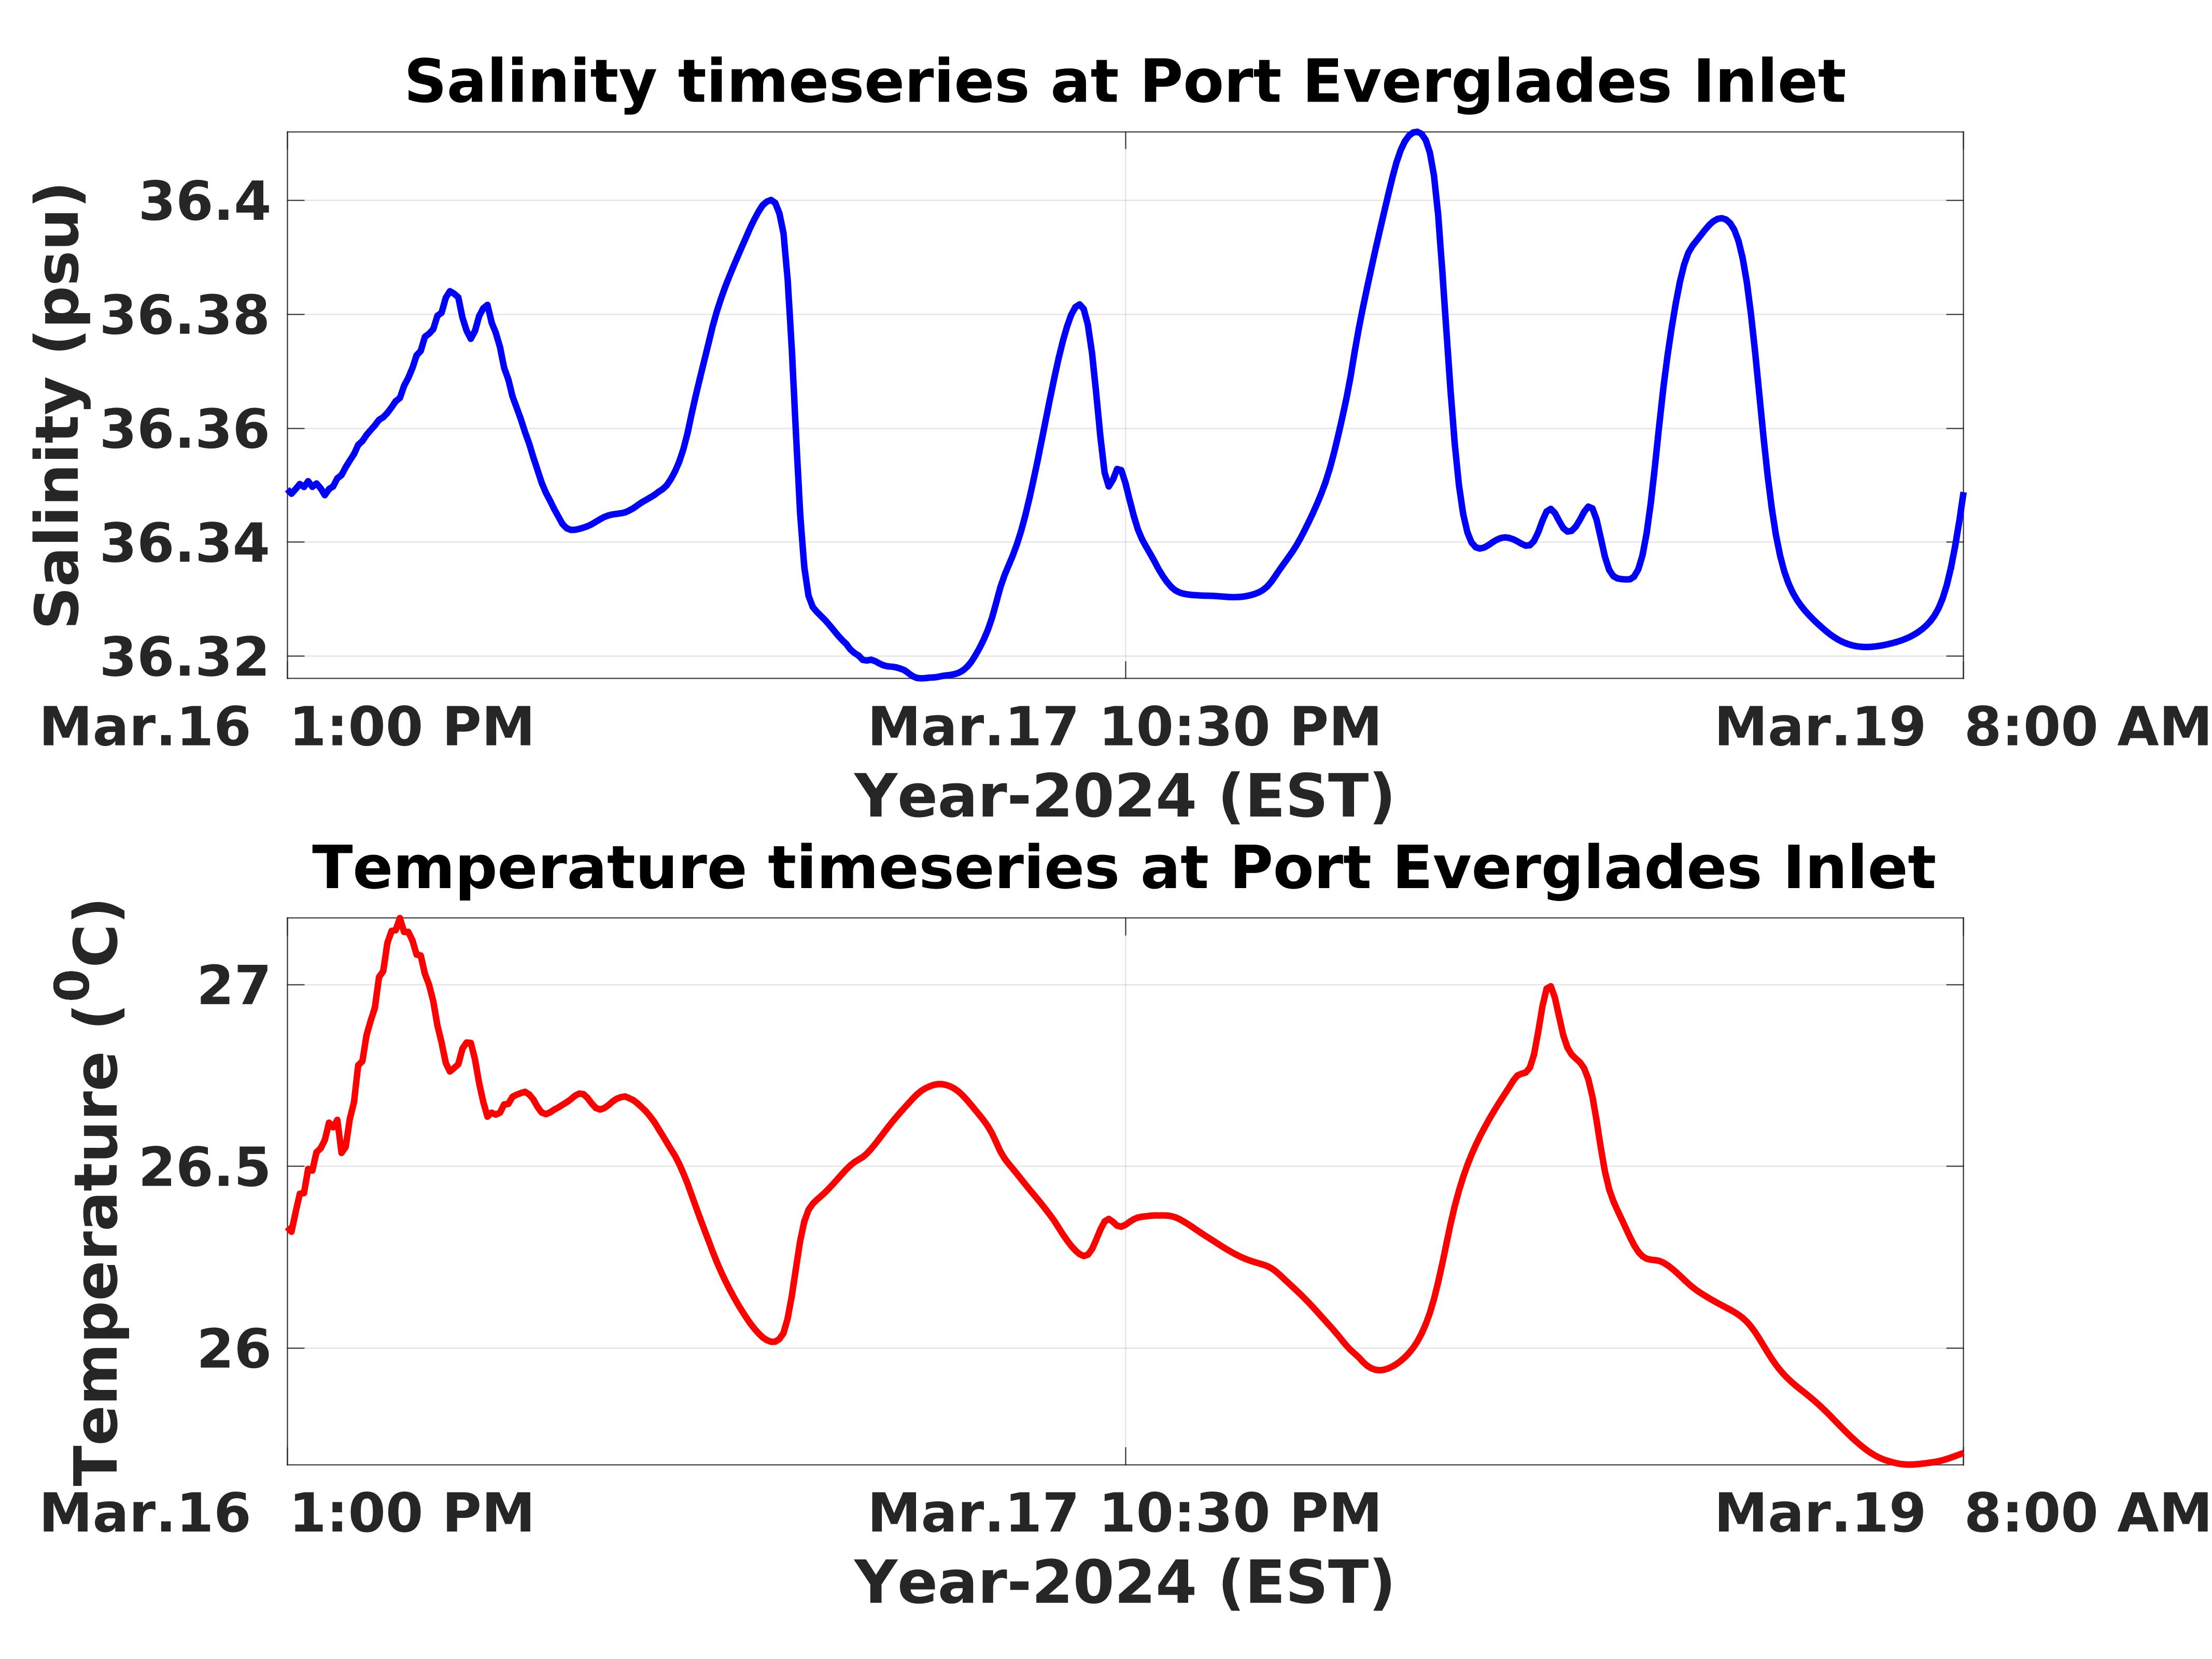 Salinity timeseries at Port Everglades Inlet
Salinity (psu)
36.4
36.38
36.36
36.34
36.32
Mar.16 1:00 PM Mar.17 10:30 PM Mar.19 8:00 AM
Year-2024 (EST)
Temperature timeseries at Port Everglades Inlet
Temperature (⁰C)
27
26.5
26
Mar.16 1:00 PM Mar.17 10:30 PM Mar.19 8:00 AM
Year-2024 (EST)